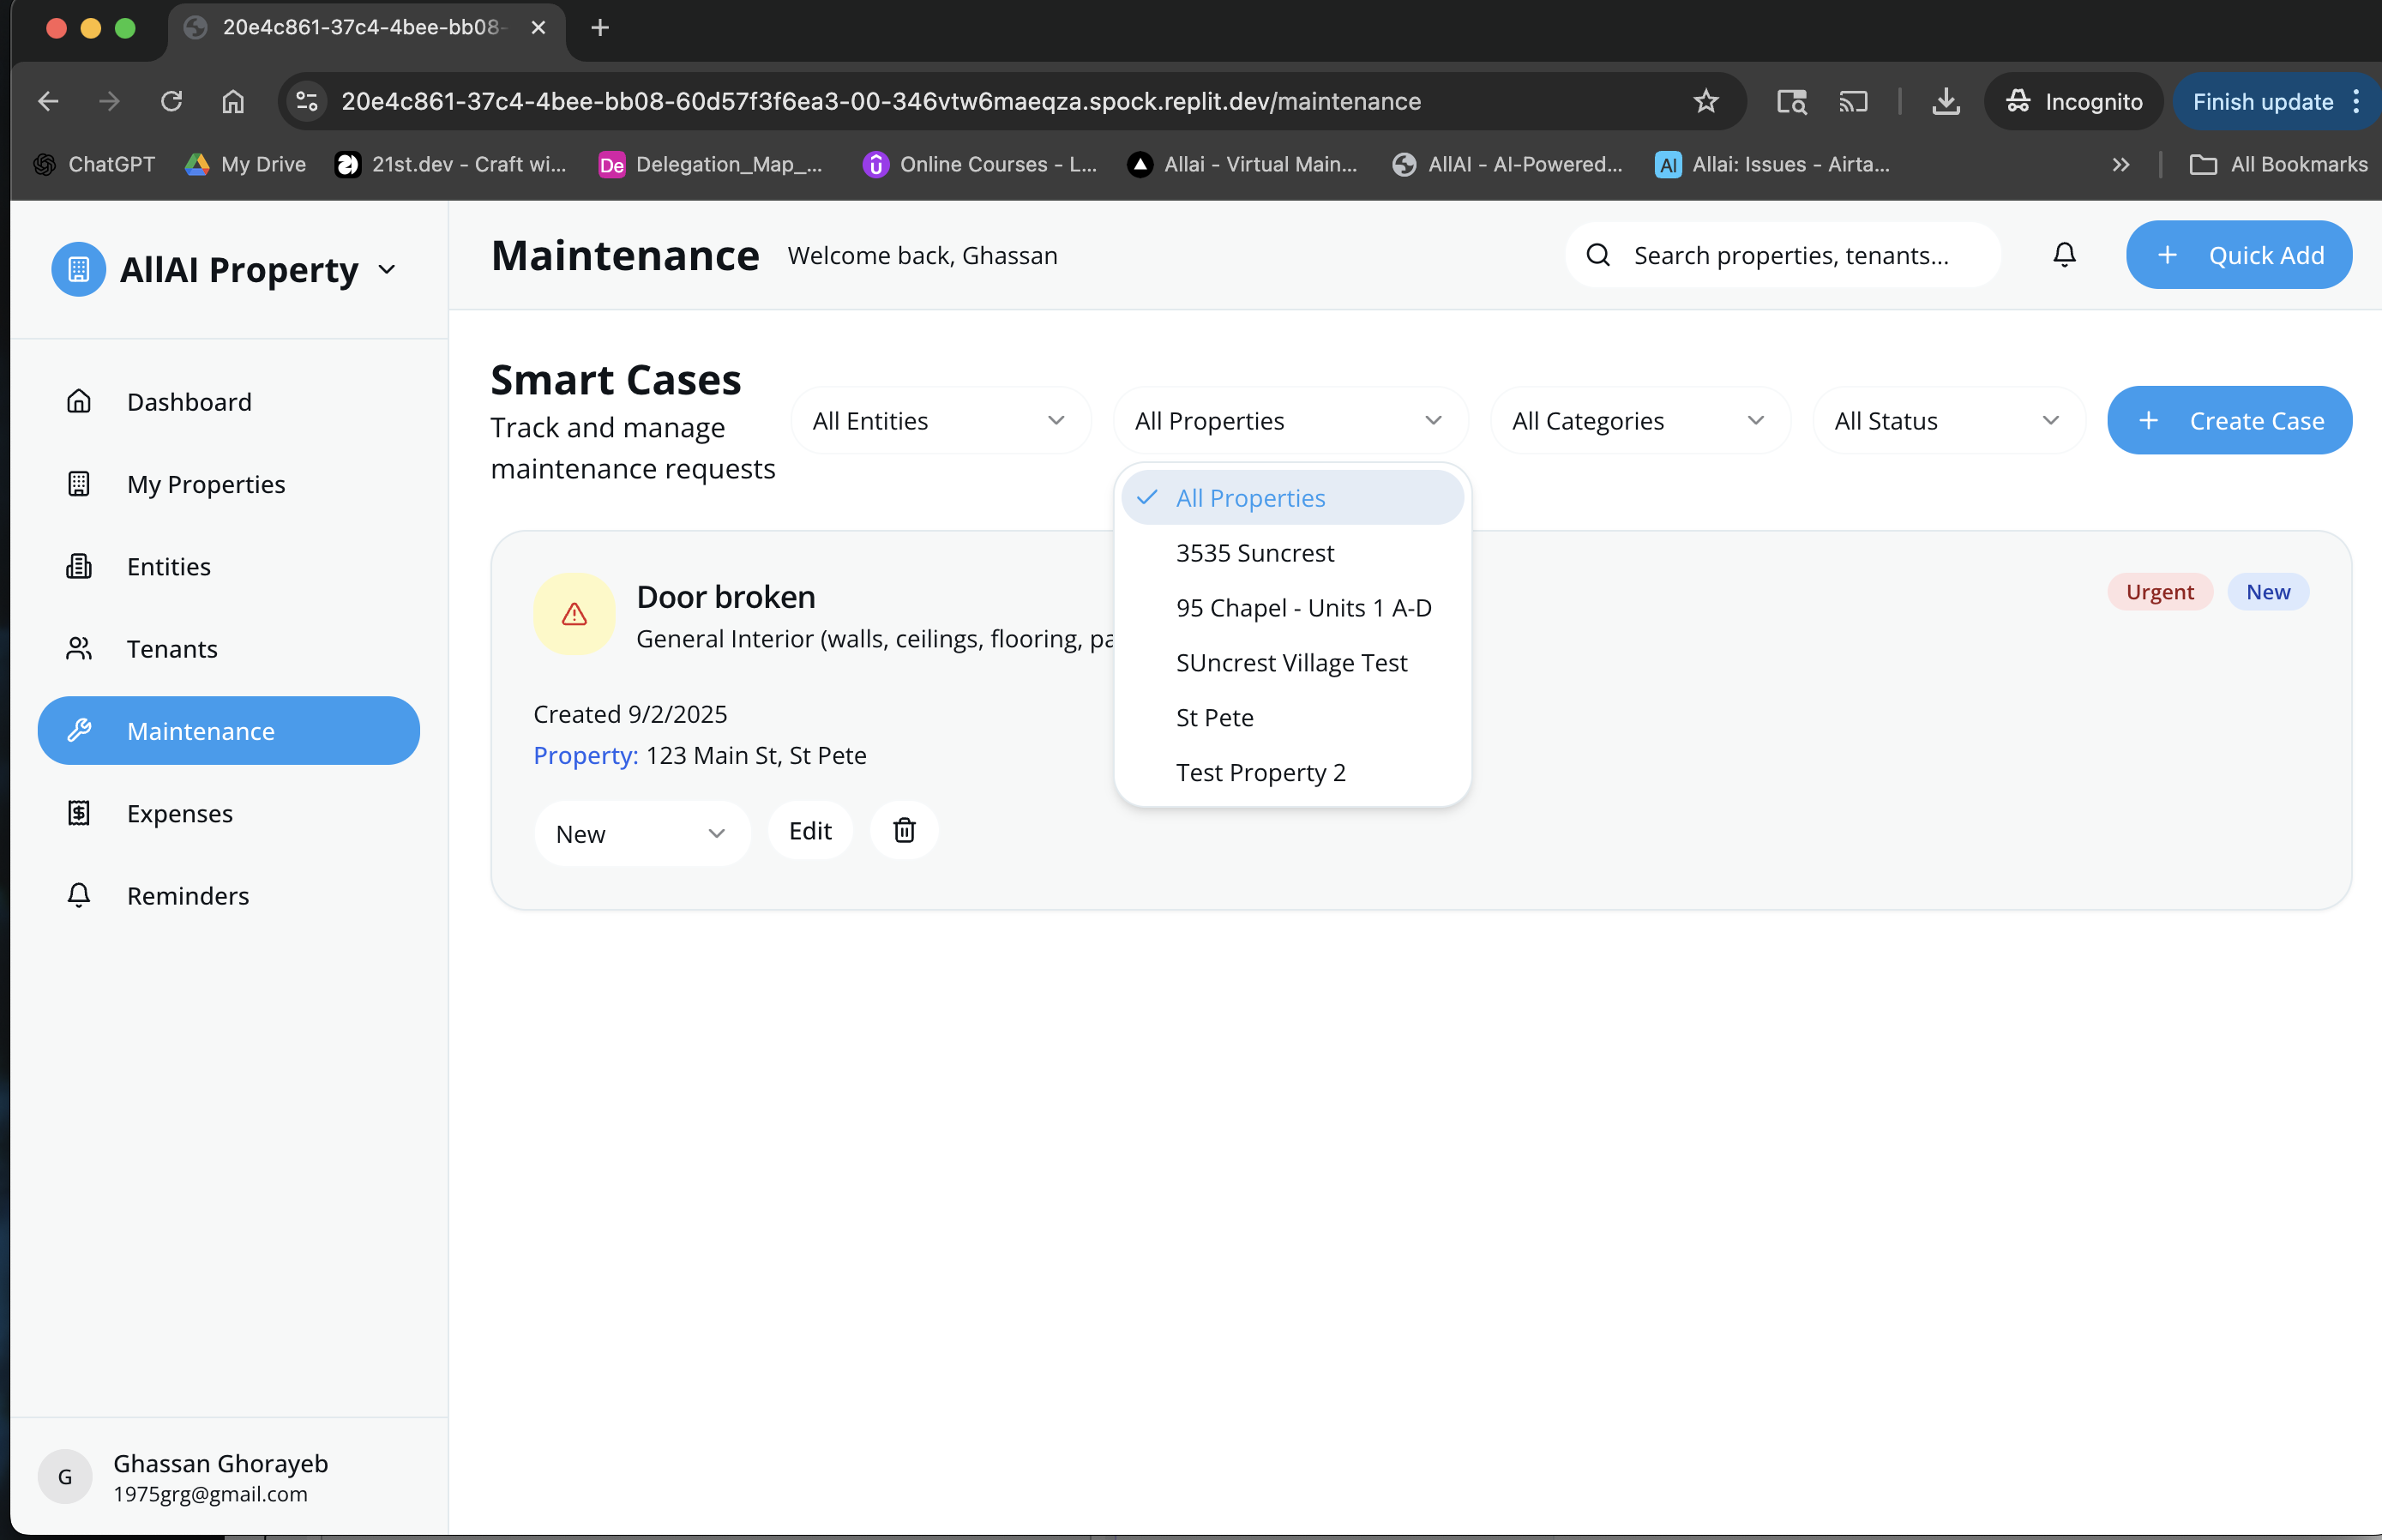 20e4c861-37c4-4bee-bb08-
20e4c861-37c4-4bee-bb08-60d57f3f6ea3-00-346vtw6maeqza.spock.replit.dev/maintenance
Incognito
Finish update
ChatGPT
My Drive
21st.dev - Craft wi...
De
Delegation_Map_...
Online Courses - L...
Allai - Virtual Main...
AllAI - AI-Powered...
AI
Allai: Issues - Airta...
All Bookmarks
AllAI Property
Maintenance
Welcome back, Ghassan
Search properties, tenants...
Quick Add
Dashboard
My Properties
Entities
Tenants
Maintenance
Expenses
Reminders
Smart Cases
Track and manage
maintenance requests
All Entities
All Properties
All Categories
All Status
Create Case
All Properties
3535 Suncrest
95 Chapel - Units 1 A-D
SUncrest Village Test
St Pete
Test Property 2
Door broken
General Interior (walls, ceilings, flooring, pa
Urgent
New
Created 9/2/2025
Property: 123 Main St, St Pete
New
Edit
G
Ghassan Ghorayeb
1975grg@gmail.com